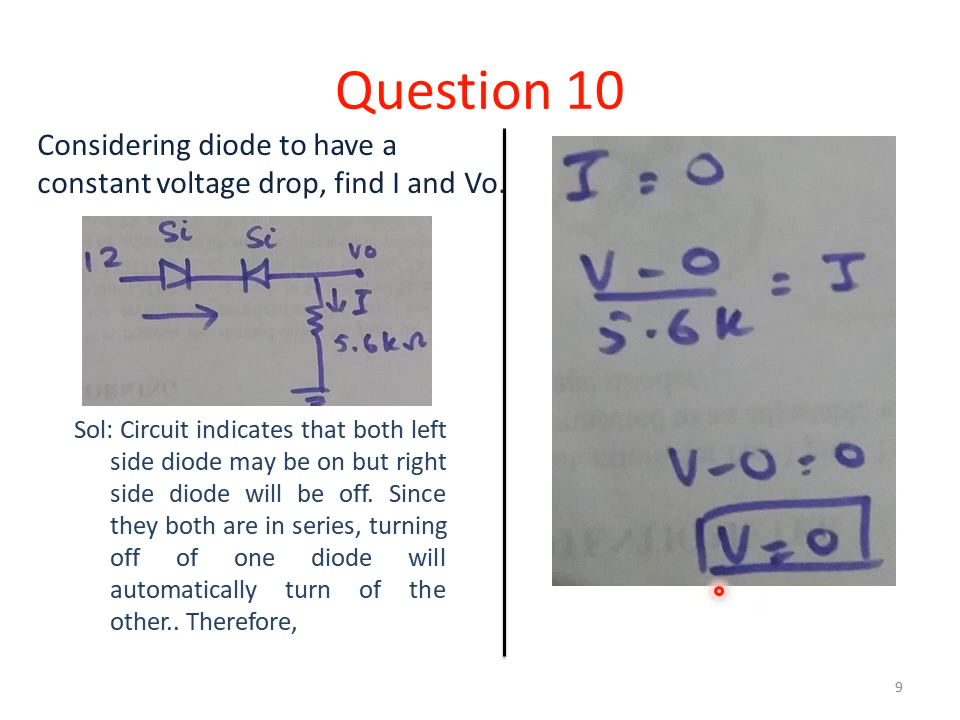 Question 10
Considering diode to have a
constant voltage drop, find I and Vo.
12
Si
Si
Vo
I
5.6kΩ
Sol: Circuit indicates that both left
side diode may be on but right
side diode will be off. Since
they both are in series, turning
off of one diode will
automatically turn of the
other.. Therefore,
I = 0
V - 0
5.6k
= I
V - 0 = 0
V = 0
9